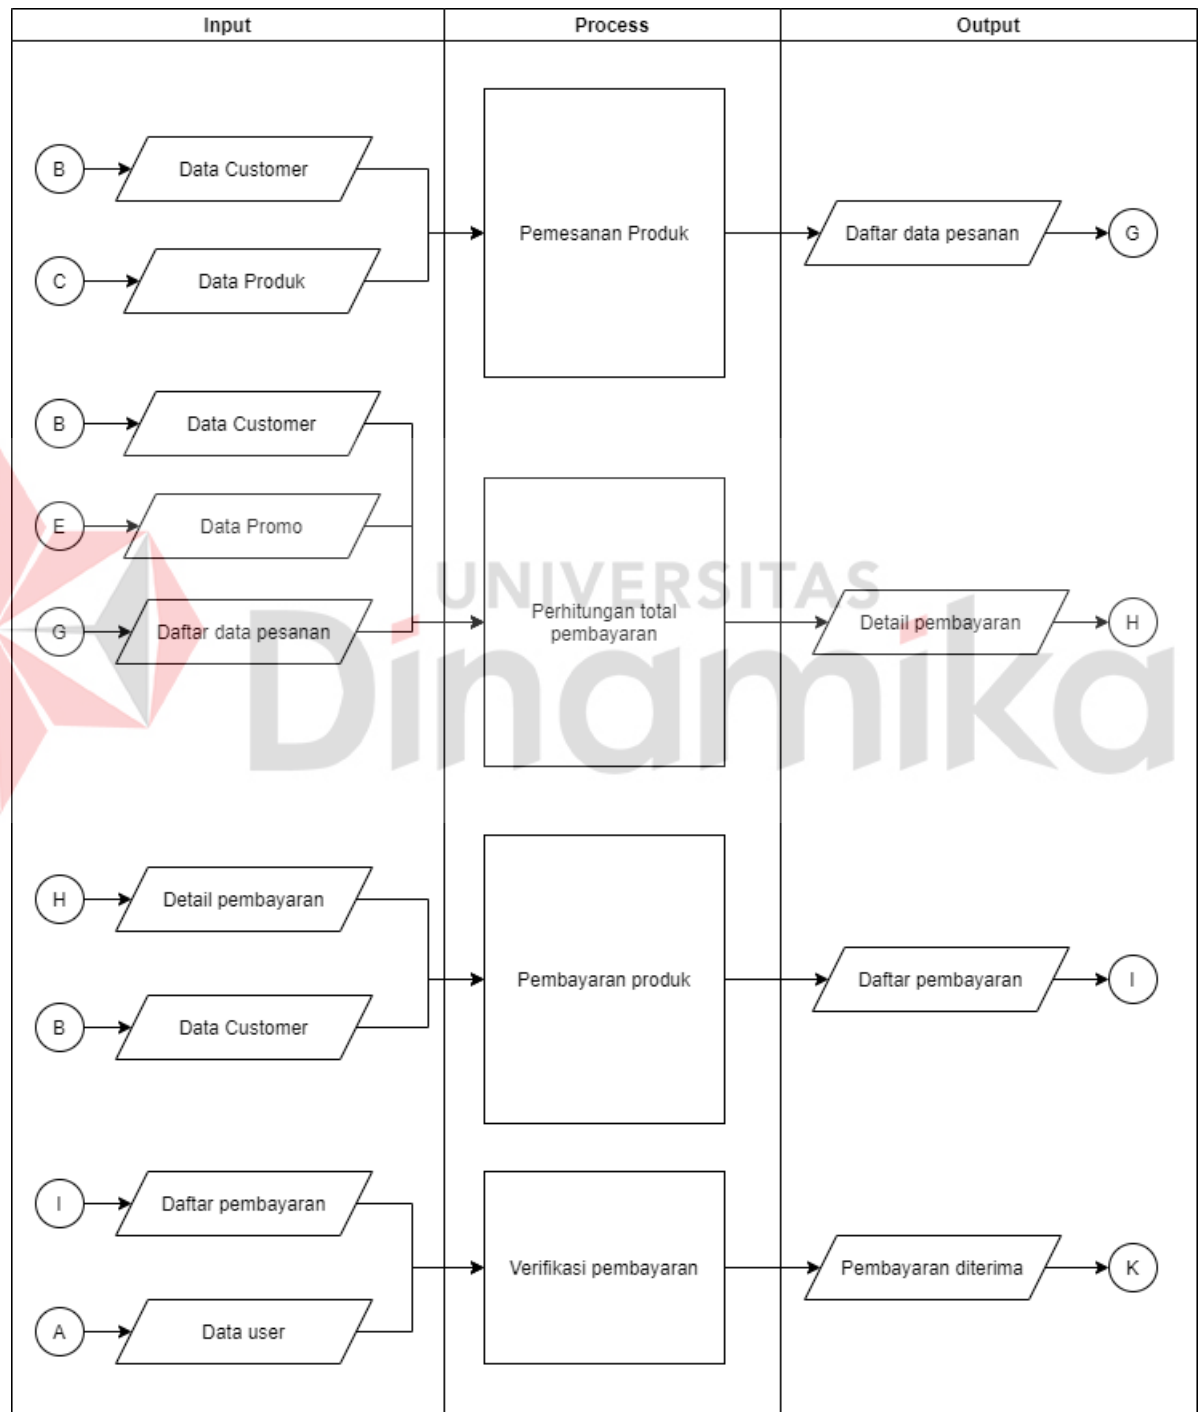 Input
Process
Output
B
Data Customer
C
Data Produk
Pemesanan Produk
Daftar data pesanan
G
B
Data Customer
E
Data Promo
G
Daftar data pesanan
Perhitungan total
pembayaran
Detail pembayaran
H
UNIVERSITAS
Dinamika
H
Detail pembayaran
B
Data Customer
Pembayaran produk
Daftar pembayaran
I
I
Daftar pembayaran
A
Data user
Verifikasi pembayaran
Pembayaran diterima
K